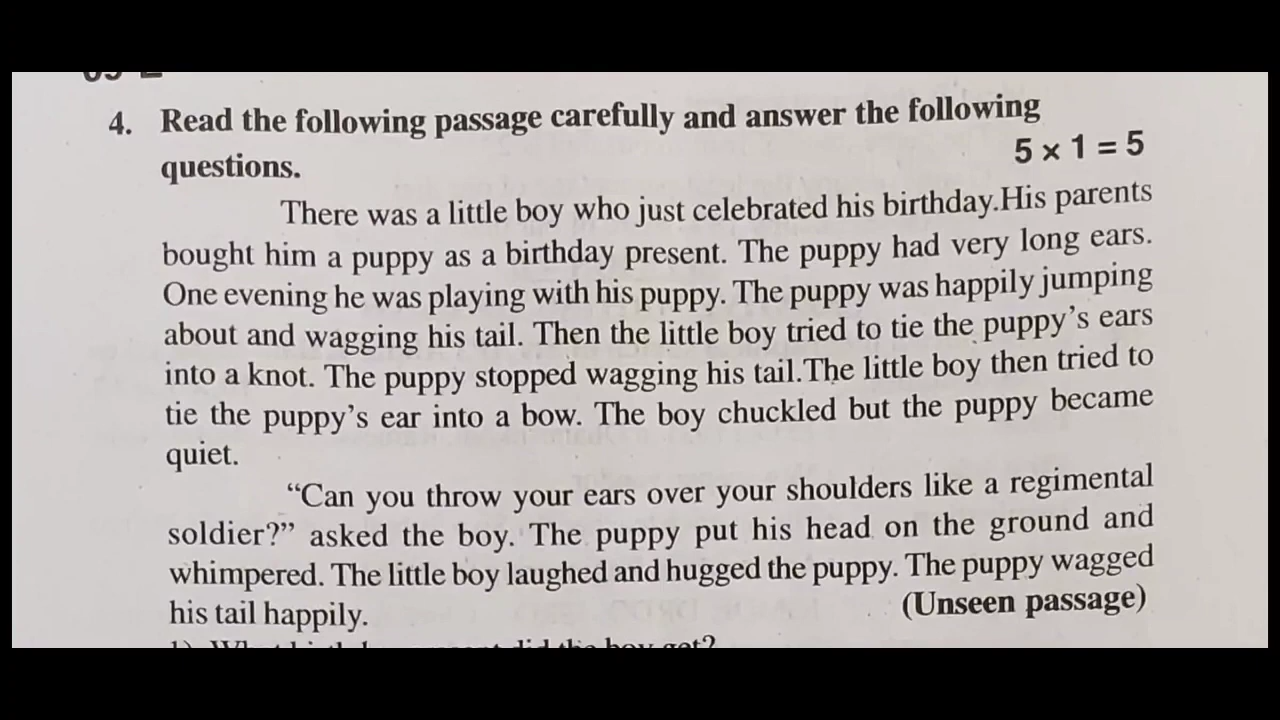 4. Read the following passage carefully and answer the following
questions. 5 × 1 = 5
There was a little boy who just celebrated his birthday.His parents
bought him a puppy as a birthday present. The puppy had very long ears.
One evening he was playing with his puppy. The puppy was happily jumping
about and wagging his tail. Then the little boy tried to tie the puppy's ears
into a knot. The puppy stopped wagging his tail.The little boy then tried to
tie the puppy's ear into a bow. The boy chuckled but the puppy became
quiet.
“Can you throw your ears over your shoulders like a regimental
soldier?” asked the boy. The puppy put his head on the ground and
whimpered. The little boy laughed and hugged the puppy. The puppy wagged
his tail happily. (Unseen passage)
did the boy get?